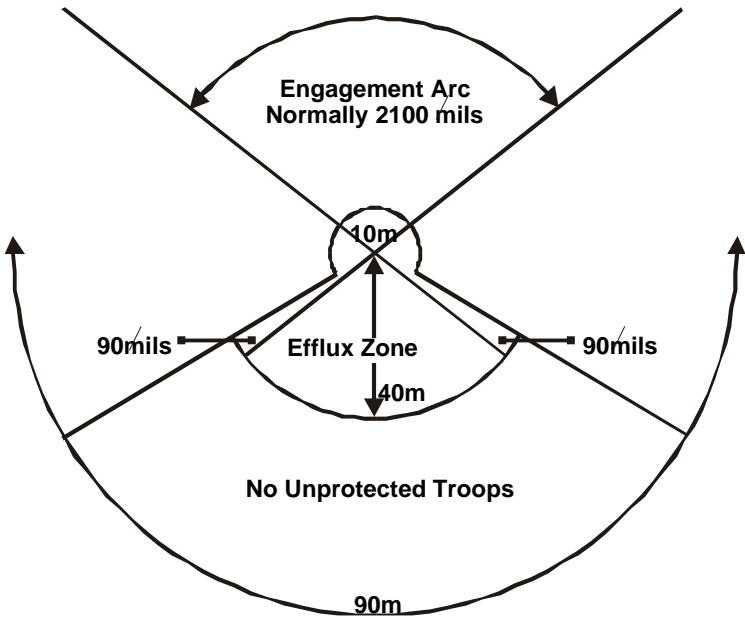 Engagement Arc
Normally 2100 mils
10m
90mils
Efflux Zone
90mils
40m
No Unprotected Troops
90m